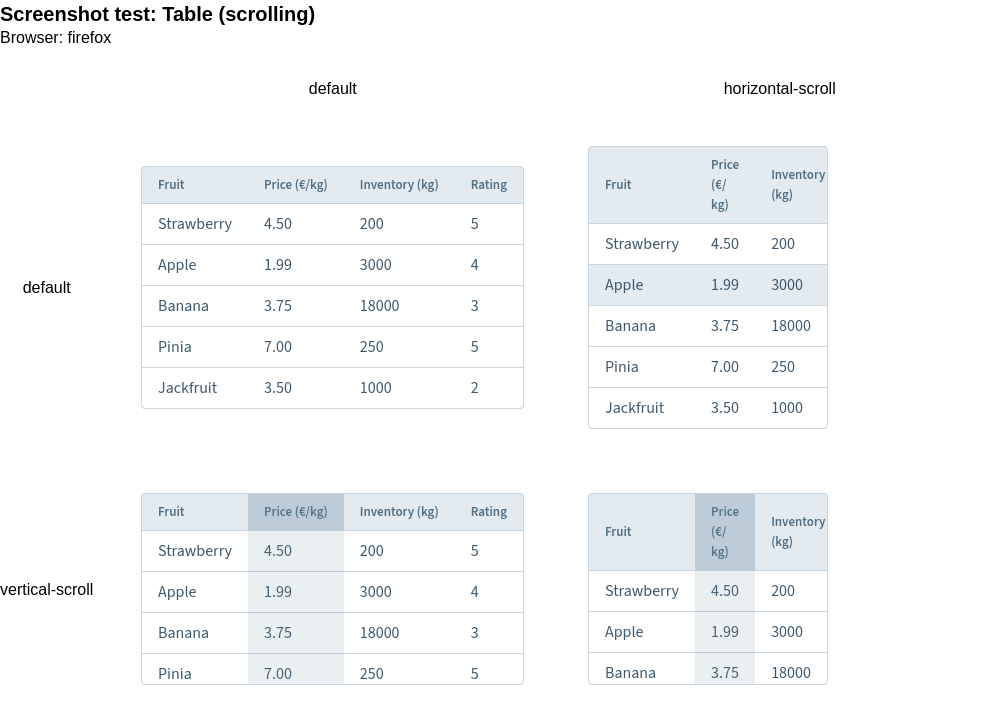 Screenshot test: Table (scrolling)
Browser: firefox
default horizontal-scroll
default
Fruit Price (€/kg) Inventory (kg) Rating
Strawberry 4.50 200 5
Apple 1.99 3000 4
Banana 3.75 18000 3
Pinia 7.00 250 5
Jackfruit 3.50 1000 2
Price
Fruit (€/ Inventory
kg) (kg)
Strawberry 4.50 200
Apple 1.99 3000
Banana 3.75 18000
Pinia 7.00 250
Jackfruit 3.50 1000
vertical-scroll
Fruit Price (€/kg) Inventory (kg) Rating
Strawberry 4.50 200 5
Apple 1.99 3000 4
Banana 3.75 18000 3
Pinia 7.00 250 5
Price
Fruit (€/ Inventory
kg) (kg)
Strawberry 4.50 200
Apple 1.99 3000
Banana 3.75 18000